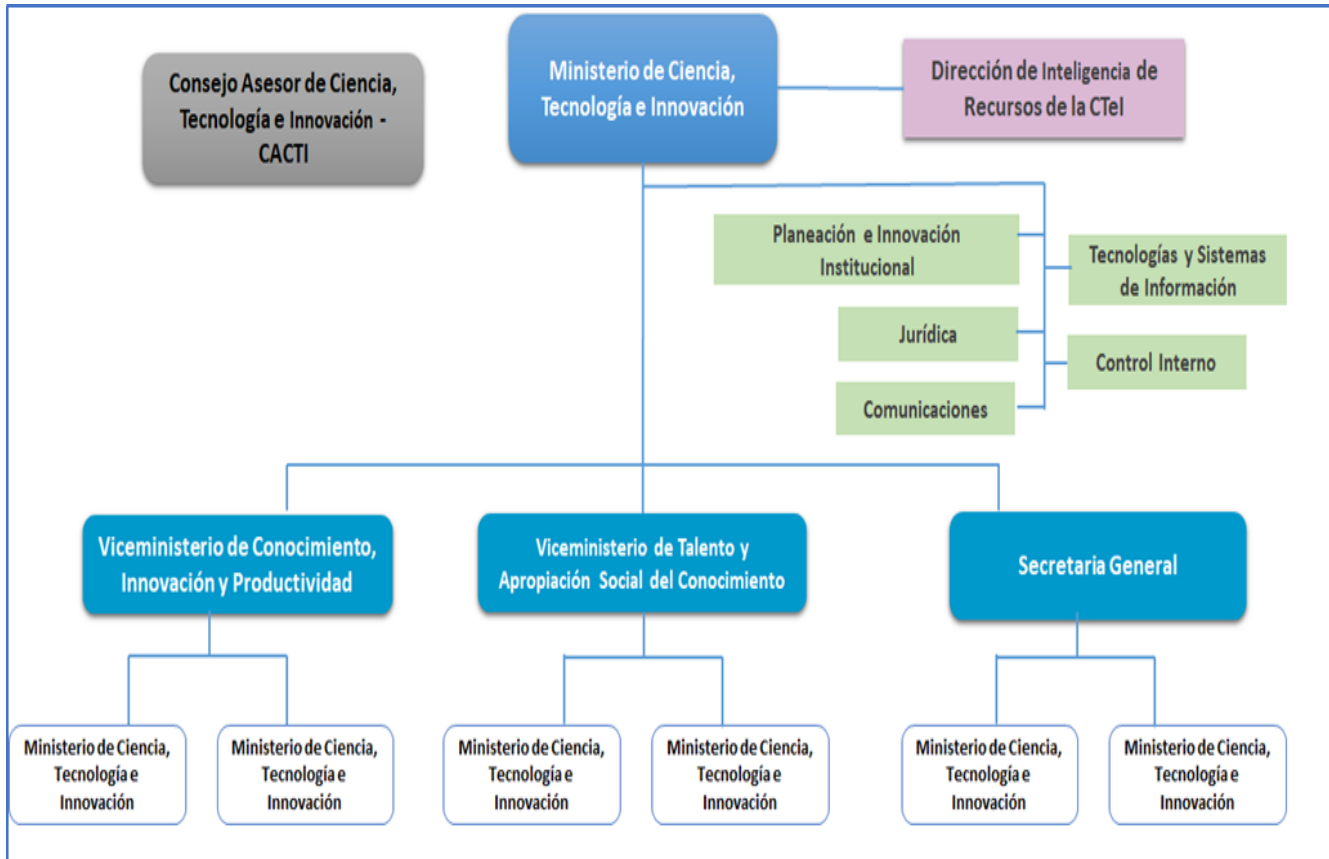 Consejo Asesor de Ciencia,
Tecnología e Innovación -
CACTI
Ministerio de Ciencia,
Tecnología e Innovación
Dirección de Inteligencia de
Recursos de la CTeI
Planeación e Innovación
Institucional
Tecnologías y Sistemas
de Información
Jurídica
Control Interno
Comunicaciones
Viceministerio de Conocimiento,
Innovación y Productividad
Viceministerio de Talento y
Apropiación Social del Conocimiento
Secretaria General
Ministerio de Ciencia,
Tecnología e
Innovación
Ministerio de Ciencia,
Tecnología e
Innovación
Ministerio de Ciencia,
Tecnología e
Innovación
Ministerio de Ciencia,
Tecnología e
Innovación
Ministerio de Ciencia,
Tecnología e
Innovación
Ministerio de Ciencia,
Tecnología e
Innovación